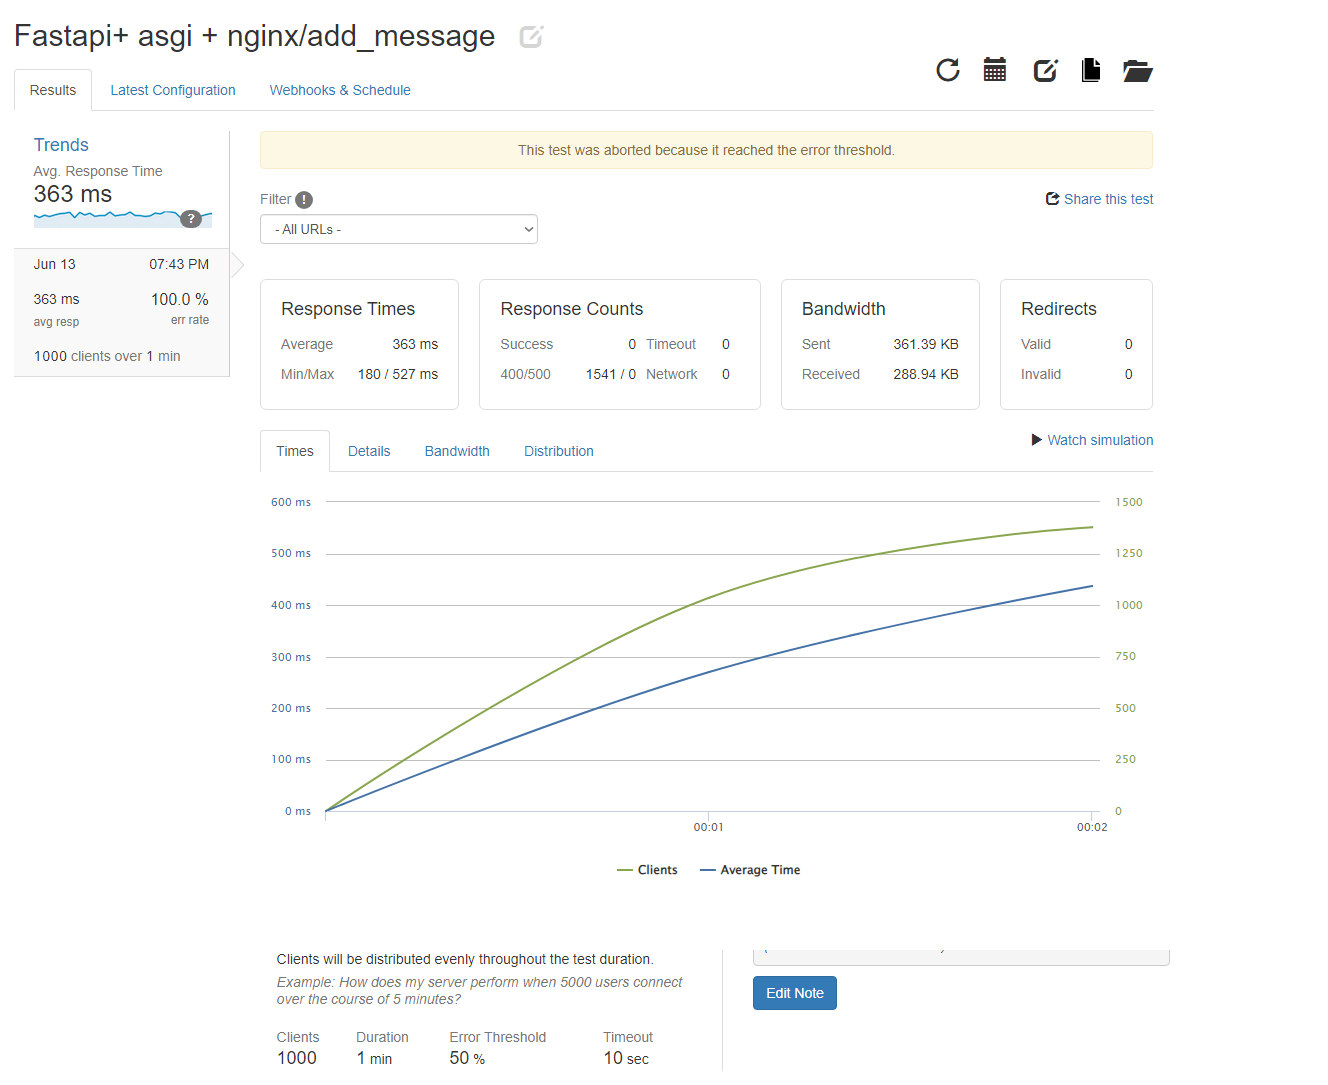 Fastapi+ asgi + nginx/add_message
Results Latest Configuration Webhooks & Schedule
Trends
Avg. Response Time
363 ms
?
Jun 13 07:43 PM
363 ms 100.0 %
avg resp err rate
1000 clients over 1 min
This test was aborted because it reached the error threshold.
Filter !
Share this test
- All URLs -
Response Times
Average 363 ms
Min/Max 180 / 527 ms
Response Counts
Success 0 Timeout 0
400/500 1541 / 0 Network 0
Bandwidth
Sent 361.39 KB
Received 288.94 KB
Redirects
Valid 0
Invalid 0
Times Details Bandwidth Distribution
Watch simulation
600 ms 1500
500 ms 1250
400 ms 1000
300 ms 750
200 ms 500
100 ms 250
0 ms 0
00:01 00:02
Clients Average Time
Clients will be distributed evenly throughout the test duration.
Example: How does my server perform when 5000 users connect
over the course of 5 minutes?
Clients Duration Error Threshold Timeout
1000 1 min 50 % 10 sec
Edit Note